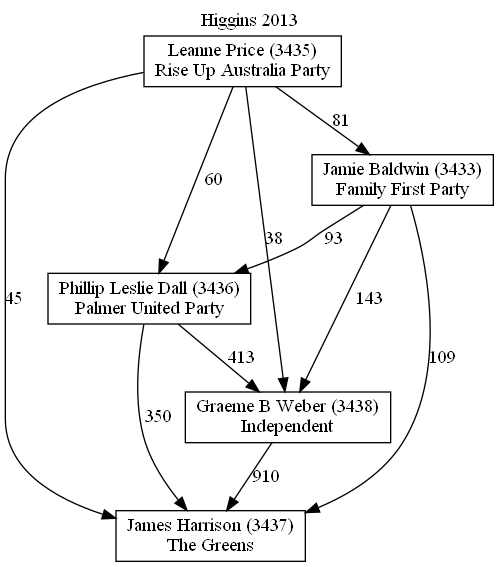 Higgins 2013
Leanne Price (3435)
Rise Up Australia Party
81
Jamie Baldwin (3433)
Family First Party
60
38
93
Phillip Leslie Dall (3436)
Palmer United Party
45
143
413
109
Graeme B Weber (3438)
Independent
350
910
James Harrison (3437)
The Greens